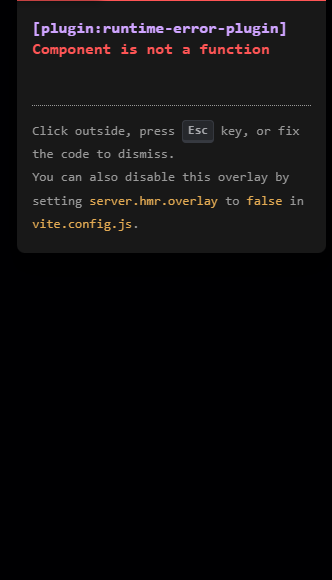 [plugin:runtime-error-plugin]
Component is not a function
Click outside, press Esc key, or fix
the code to dismiss.
You can also disable this overlay by
setting server.hmr.overlay to false in
vite.config.js.